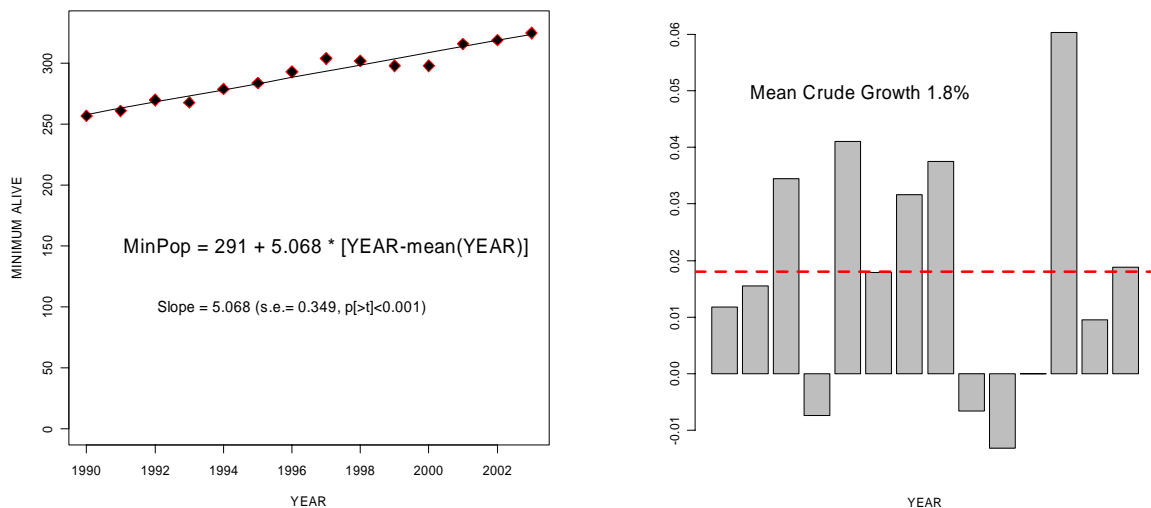 MINIMUM ALIVE
300
250
200
150
100
50
0
MinPop = 291 + 5.068 * [YEAR-mean(YEAR)]
Slope = 5.068 (s.e.= 0.349, p[>t]<0.001)
1990 1992 1994 1996 1998 2000 2002
YEAR
0.06
0.05
0.04
0.03
0.02
0.01
0.00
-0.01
Mean Crude Growth 1.8%
YEAR